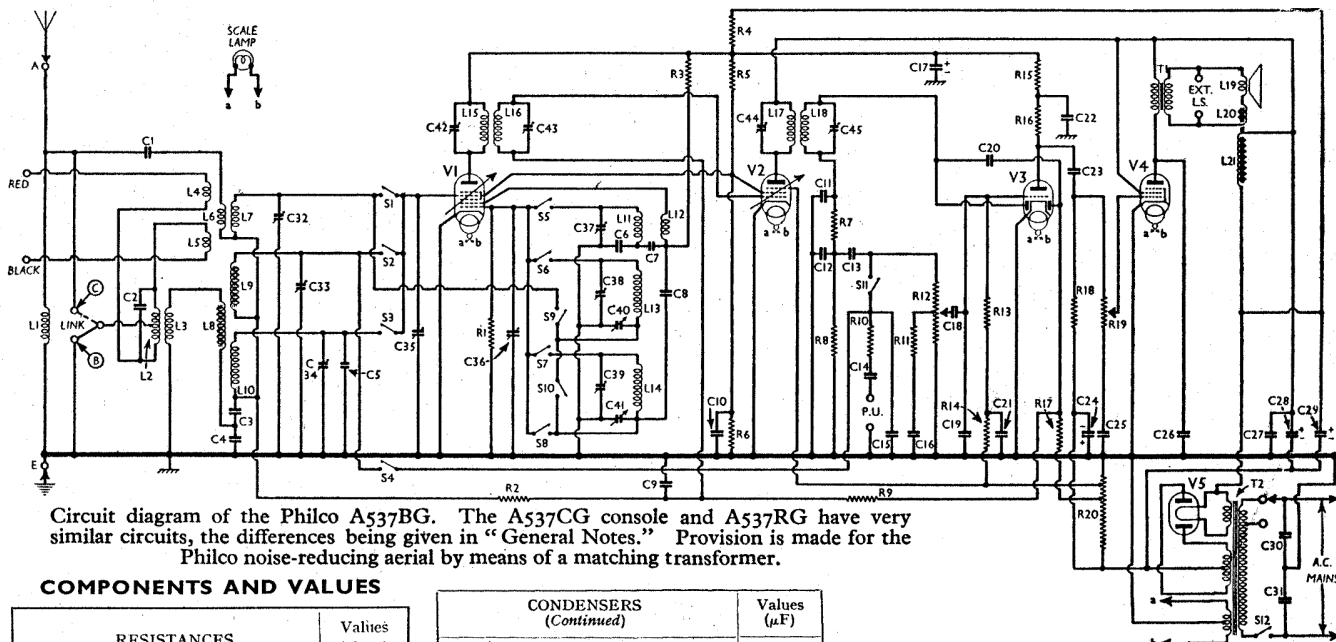 SCALE
LAMP
a b
A
C1
RED
BLACK
L4
L5
L6
L7
L9
L8
L10
L1
C2
LINK
C
B
L2
L3
C3
C4
C32
C33
C34
C5
S1
S2
S3
S4
C35
C42
L15
L16
C43
V1
a b
R1
C36
S5
S6
S7
S8
S9
S10
C37
L11
C6
C7
L12
C38
C40
L13
C8
C39
C41
L14
R2
C9
R3
R4
R5
R6
C10
C44
L17
L18
C45
V2
a b
C17
C11
R7
C12
C13
R8
S11
R10
C14
P.U.
C15
R11
C16
R12
C18
C19
R13
R14
C21
R9
C20
R15
R16
C22
V3
a b
R17
C23
R18
R19
C24
C25
R20
V4
a b
T1
EXT.
L.S.
L19
L20
L21
C26
C27
C28
C29
V5
T2
C30
C31
A.C.
MAINS
S12
a
b
E
Circuit diagram of the Philco A537BG. The A537CG console and A537RG have very
similar circuits, the differences being given in "General Notes." Provision is made for the
Philco noise-reducing aerial by means of a matching transformer.
COMPONENTS AND VALUES
RESISTANCES
Values
CONDENSERS
(Continued)
Values
(μF)